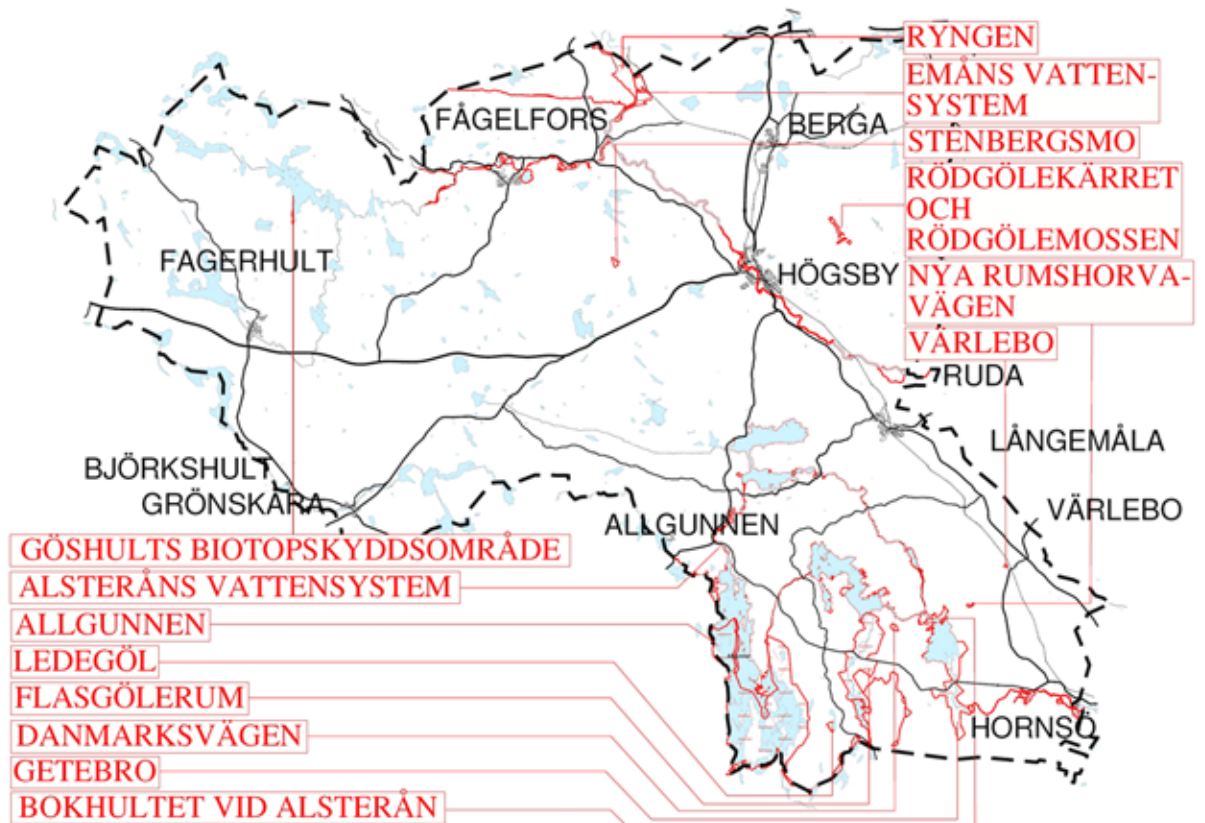 RYNGEN
EMÅNS VATTEN-
SYSTEM
FÅGELFORS
BERGA
STENBERGSMO
RÖDGÖLEKÄRRET
OCH
RÖDGÖLEMOSSEN
FAGERHULT
HÖGSBY
NYA RUMSHORVA-
VÄGEN
VÄRLEBO
RUDA
LÅNGEMÅLA
BJÖRKSHULT
GRÖNSKÅRA
VÄRLEBO
ALLGUNNEN
GÖSHULTS BIOTOPSKYDDSOMRÅDE
ALSTERÅNS VATTENSYSTEM
ALLGUNNEN
LEDEGÖL
FLASGÖLERUM
HORNSÖ
DANMARKSVÄGEN
GETEBRO
BOKHULTET VID ALSTERÅN